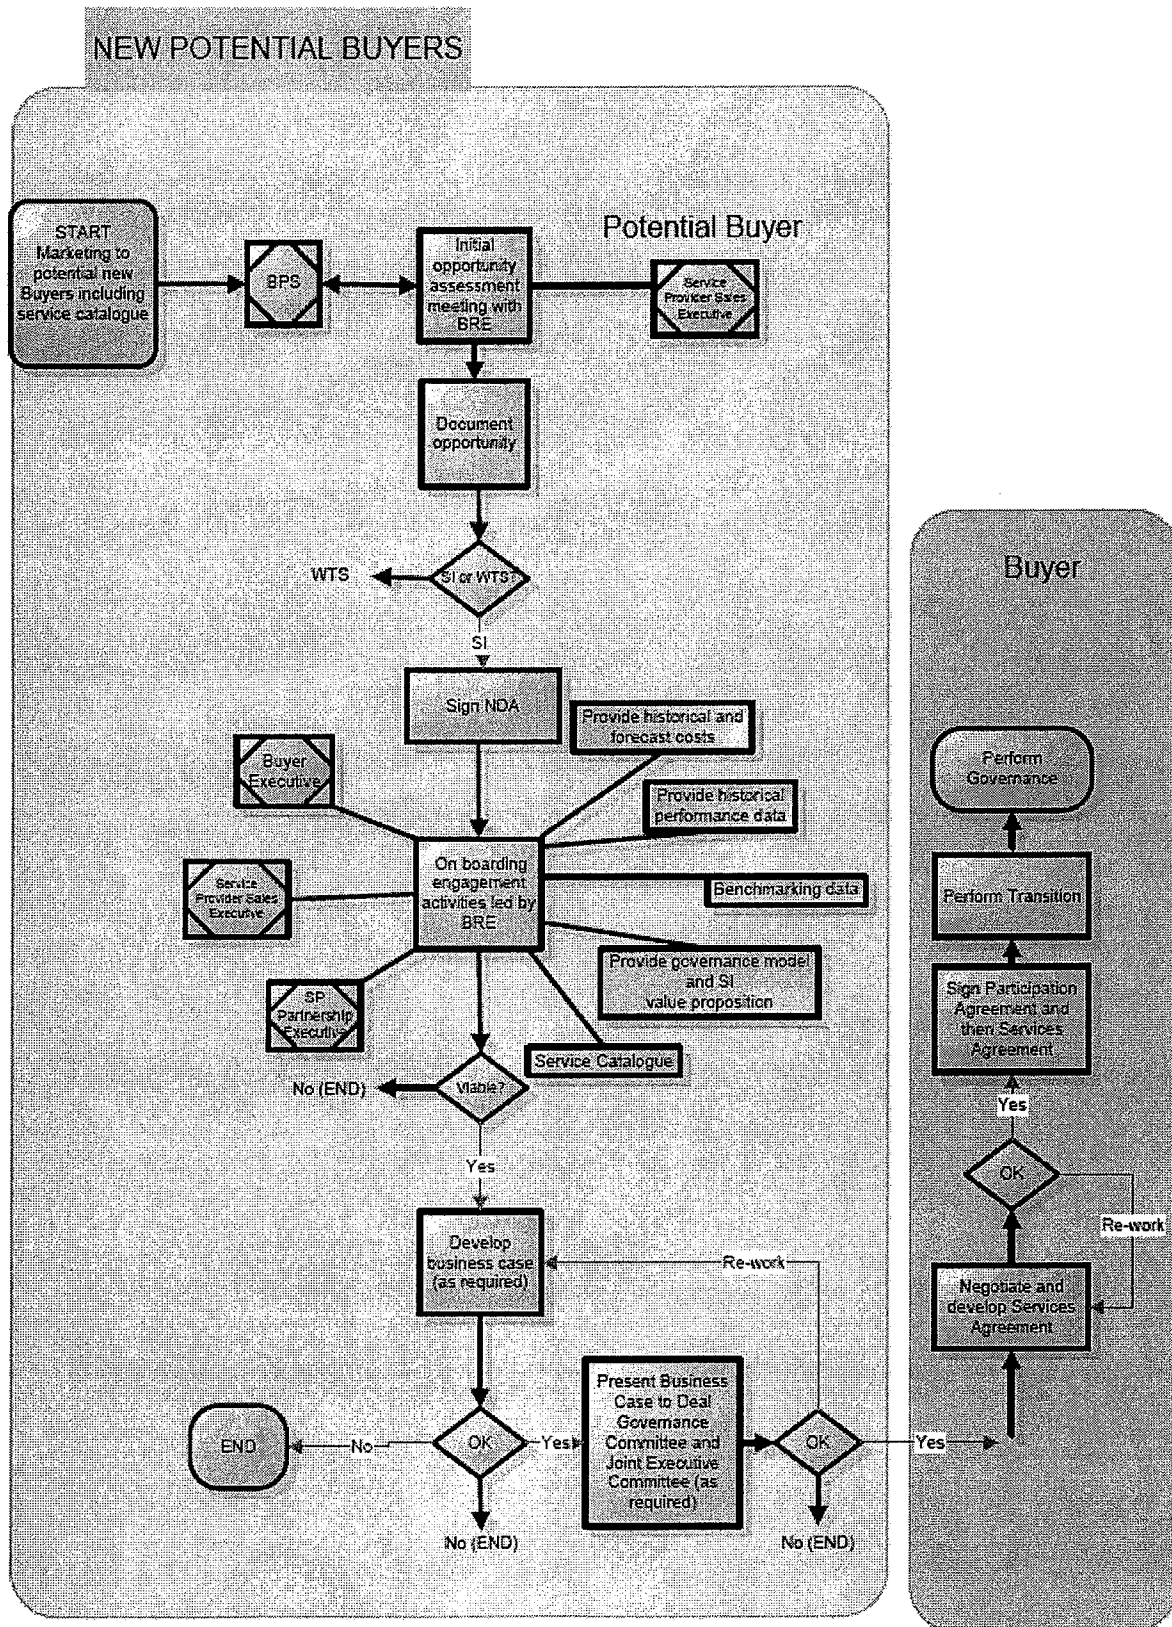 NEW POTENTIAL BUYERS
START
Marketing to
potential new
Buyers including
service catalogue
BPS
Initial
opportunity
assessment
meeting with
BRE
Potential Buyer
Service
Provider Sales
Executive
Document
opportunity
SI or WTS?
WTS
SI
Sign NDA
Provide historical and
forecast costs
Buyer
Executive
Provide historical
performance data
On boarding
engagement
activities led by
BRE
Service
Provider Sales
Executive
Benchmarking data
Provide governance model
and SI
value proposition
SP
Partnership
Executive
Service Catalogue
Viable?
No (END)
Yes
Develop
business case
(as required)
Re-work
END
No
OK
Yes
Present Business
Case to Deal
Governance
Committee and
Joint Executive
Committee (as
required)
OK
Yes
No (END)
No (END)
Buyer
Perform
Governance
Perform Transition
Sign Participation
Agreement and
then Services
Agreement
Yes
OK
Re-work
Negotiate and
develop Services
Agreement